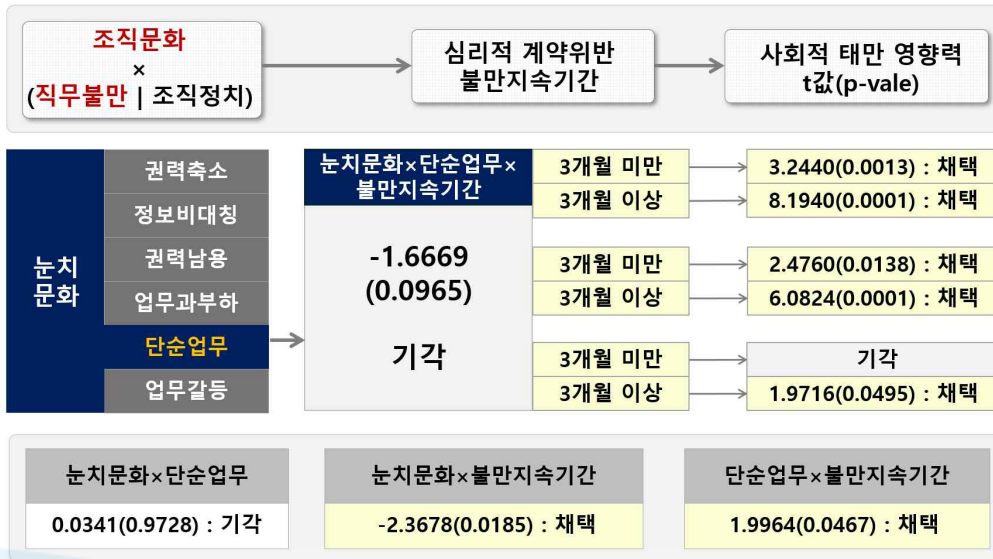 조직문화
×
(직무불만 | 조직정치)
심리적 계약위반
불만지속기간
사회적 태만 영향력
t값(p-vale)
눈치
문화
권력축소
정보비대칭
권력남용
업무과부하
단순업무
업무갈등
눈치문화×단순업무×
불만지속기간
-1.6669
(0.0965)
기각
3개월 미만
3.2440(0.0013) : 채택
3개월 이상
8.1940(0.0001) : 채택
3개월 미만
2.4760(0.0138) : 채택
3개월 이상
6.0824(0.0001) : 채택
3개월 미만
기각
3개월 이상
1.9716(0.0495) : 채택
눈치문화×단순업무
0.0341(0.9728) : 기각
눈치문화×불만지속기간
-2.3678(0.0185) : 채택
단순업무×불만지속기간
1.9964(0.0467) : 채택